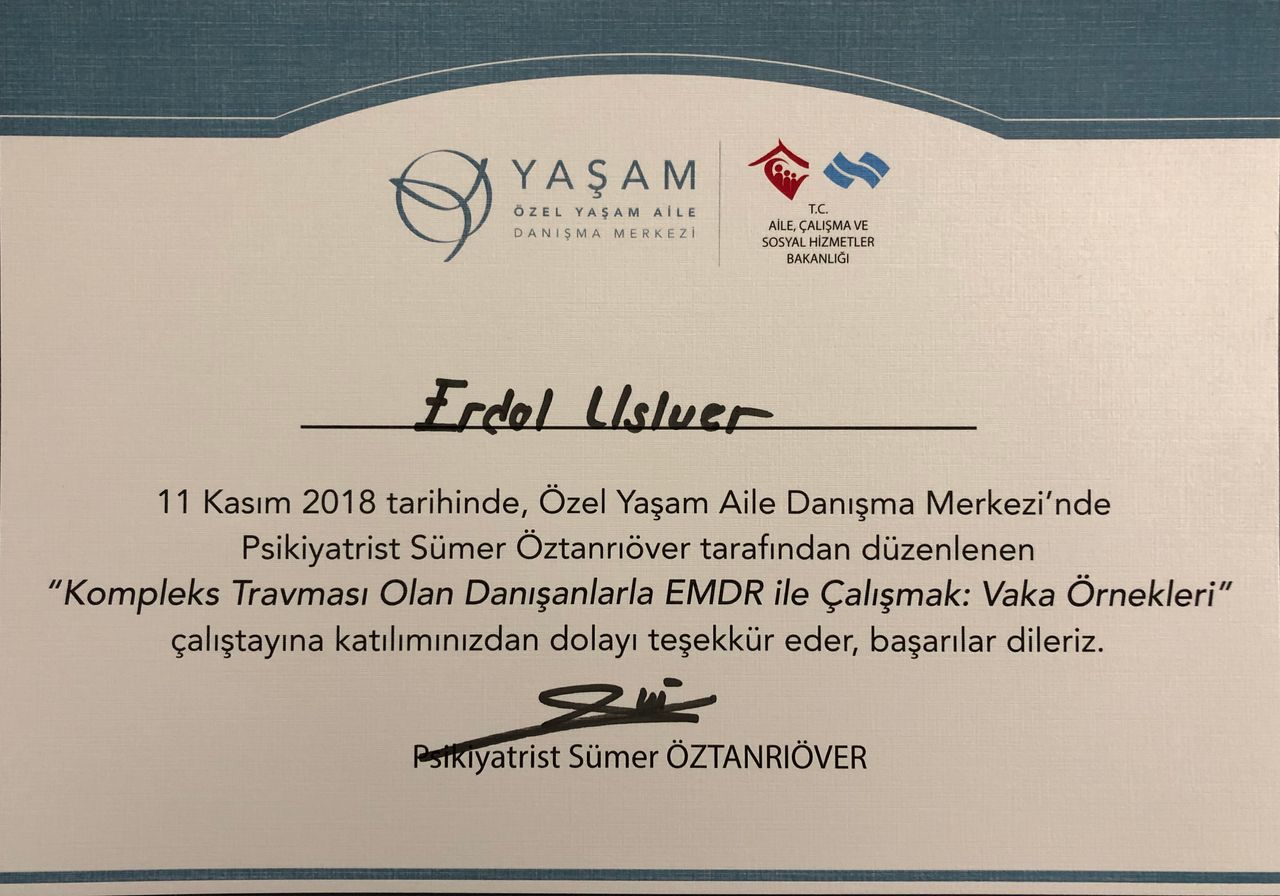 YAŞAM
ÖZEL YAŞAM AİLE
DANIŞMA MERKEZİ
T.C.
AİLE, ÇALIŞMA VE
SOSYAL HİZMETLER
BAKANLIĞI
Erdol Usluer
11 Kasım 2018 tarihinde, Özel Yaşam Aile Danışma Merkezi’nde
Psikiyatrist Sümer Öztanrıöver tarafından düzenlenen
“Kompleks Travması Olan Danışanlarla EMDR ile Çalışmak: Vaka Örnekleri”
çalıştayına katılımınızdan dolayı teşekkür eder, başarılar dileriz.
Psikiyatrist Sümer ÖZTANRIÖVER